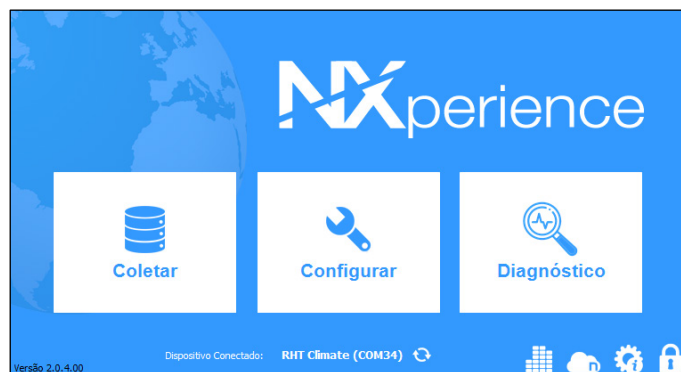 NXperience
Coletar
Configurar
Diagnóstico
Versão 2.0.4.00
Dispositivo Conectado: RHT Climate (COM34)
n